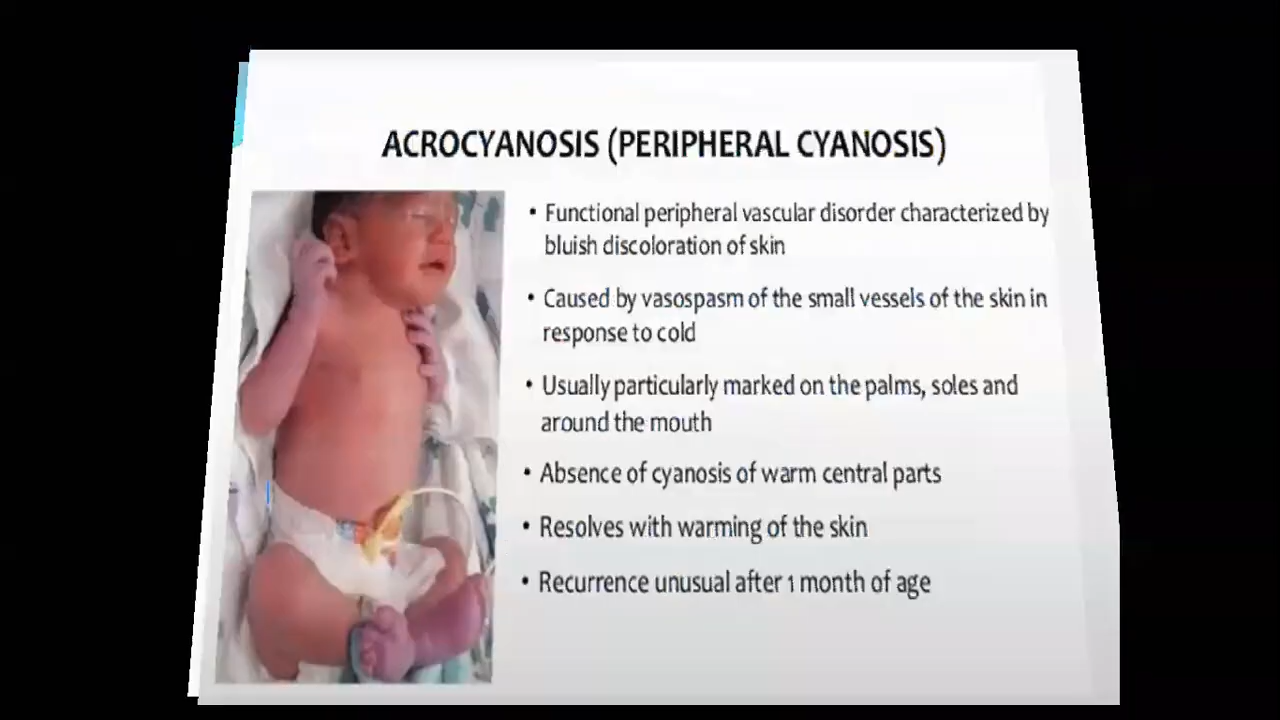 ACROCYANOSIS (PERIPHERAL CYANOSIS)
• Functional peripheral vascular disorder characterized by
bluish discoloration of skin
• Caused by vasospasm of the small vessels of the skin in
response to cold
• Usually particularly marked on the palms, soles and
around the mouth
• Absence of cyanosis of warm central parts
• Resolves with warming of the skin
• Recurrence unusual after 1 month of age